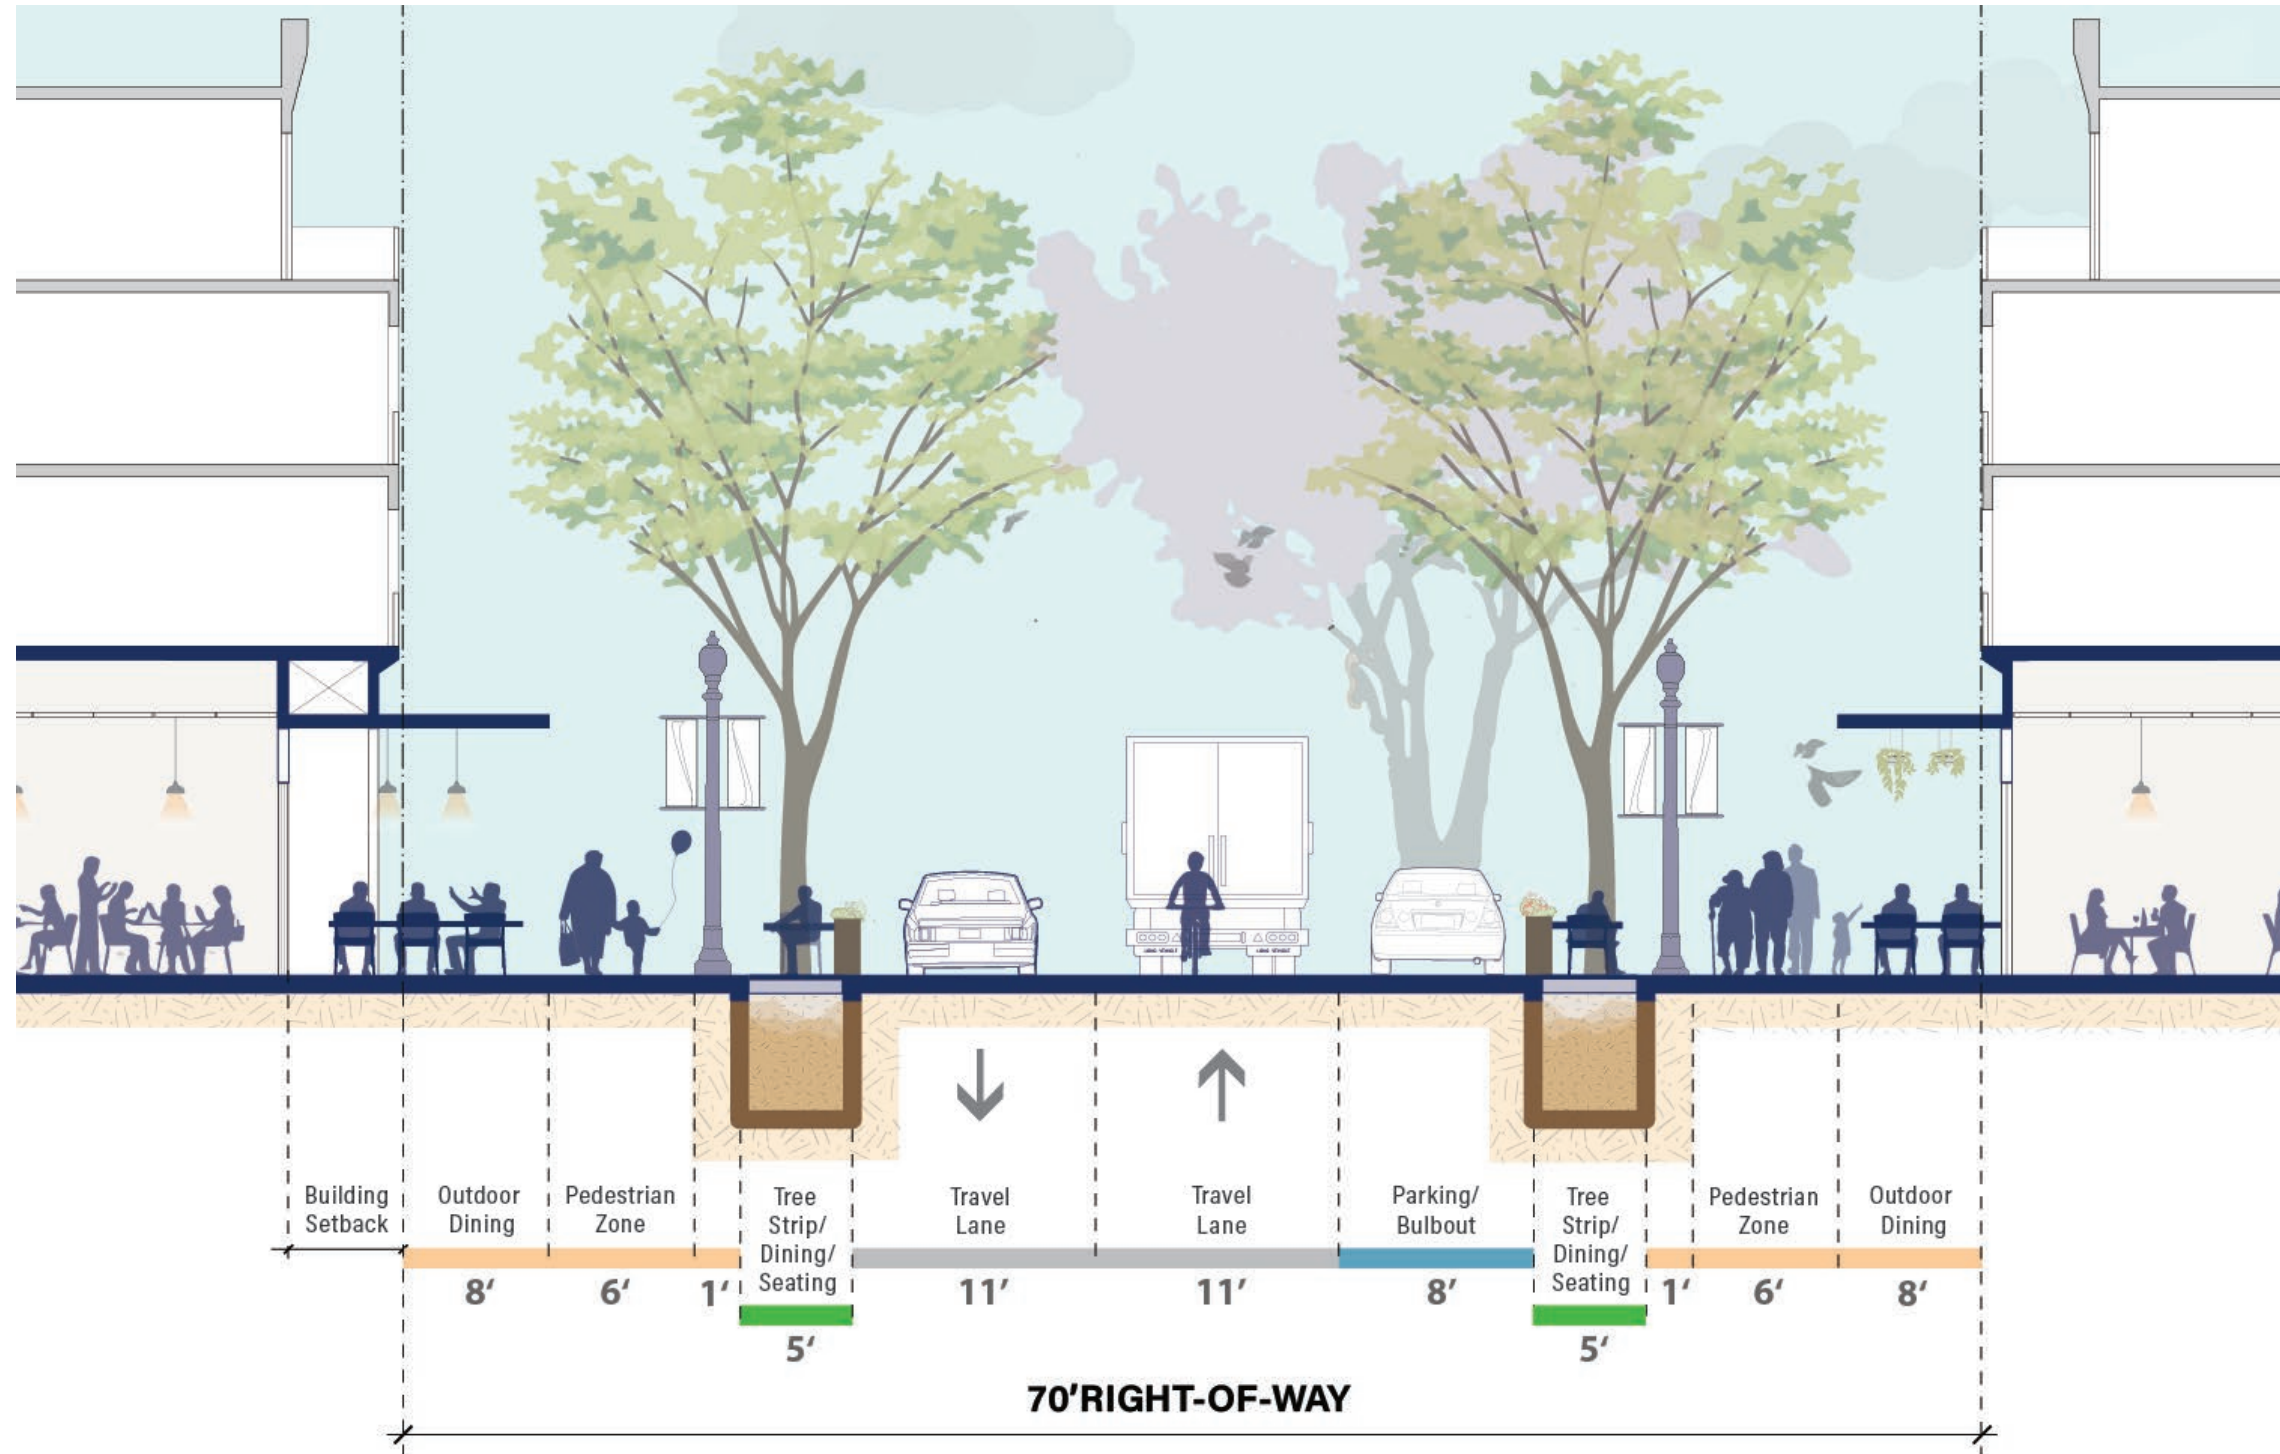 Building
Setback
Outdoor
Dining
Pedestrian
Zone
Tree
Strip/
Dining/
Seating
Travel
Lane
Travel
Lane
Parking/
Bulbout
Tree
Strip/
Dining/
Seating
Pedestrian
Zone
Outdoor
Dining
8‘
6‘
1‘
5‘
11’
11’
8’
5‘
1‘
6‘
8‘
70’RIGHT-OF-WAY